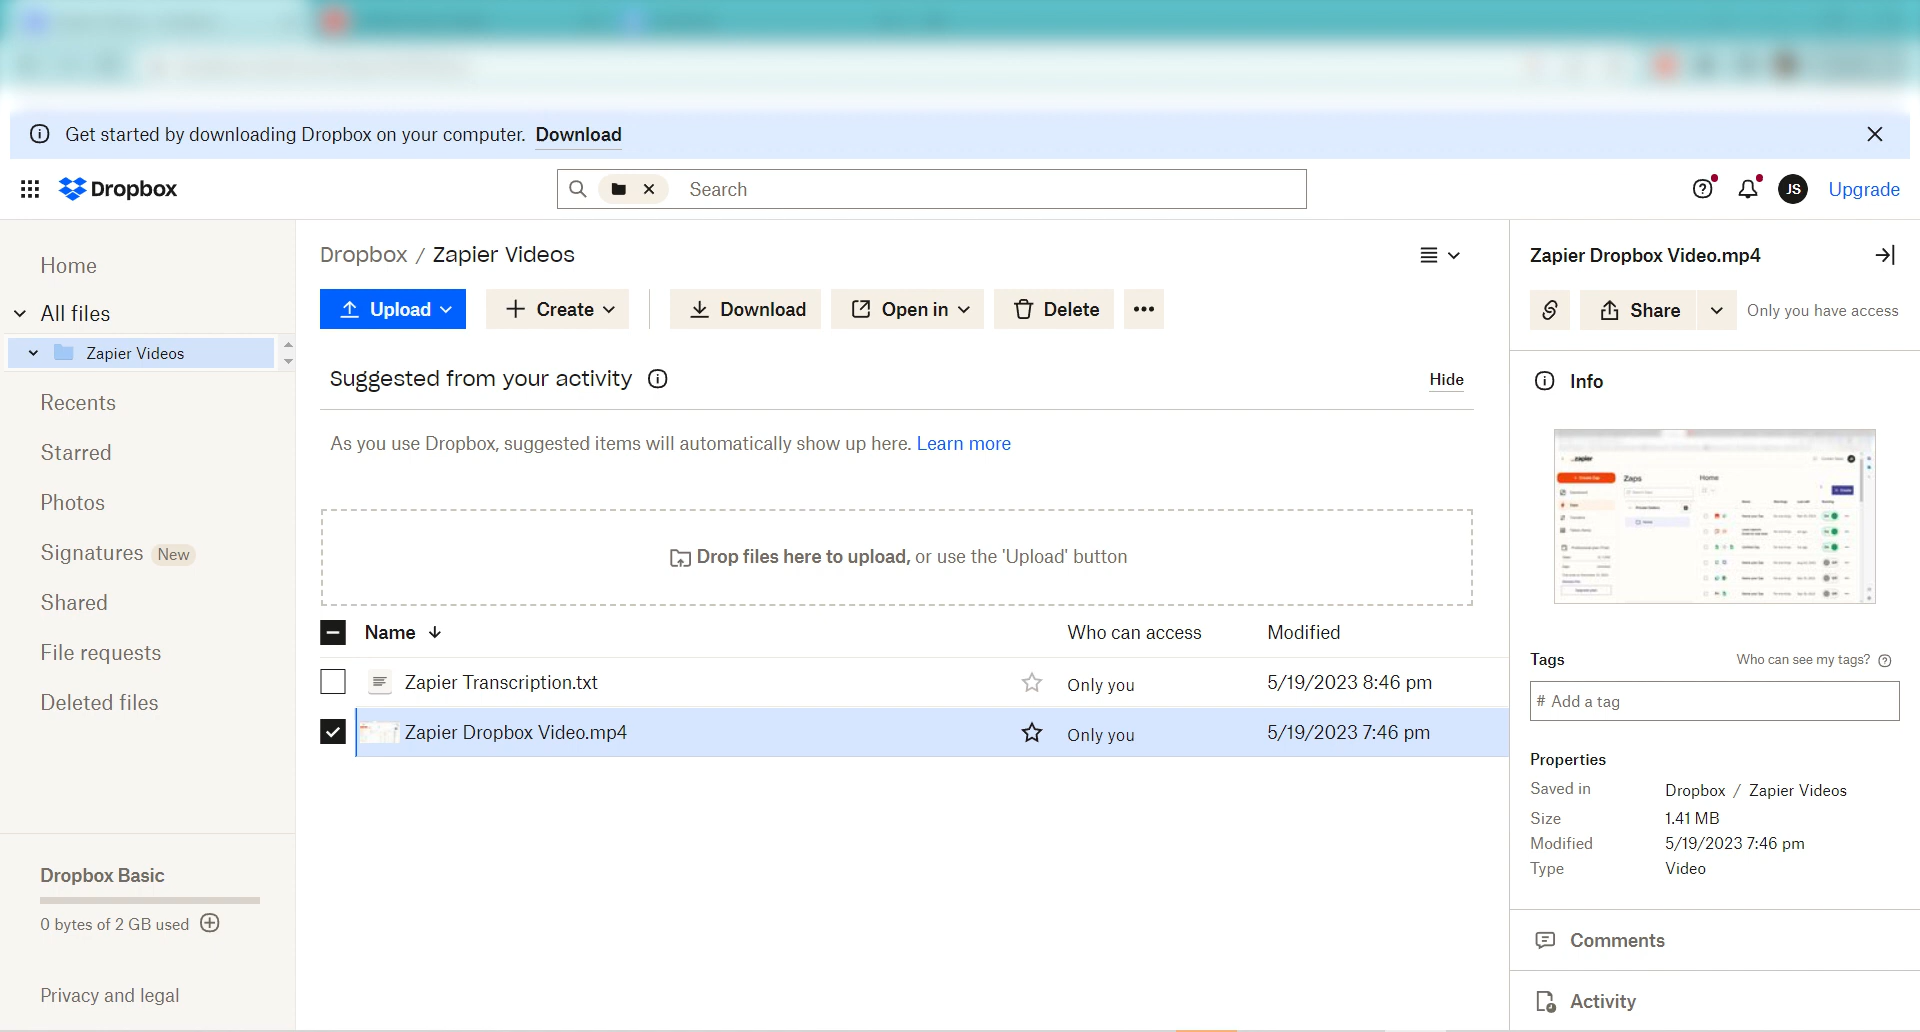 Get started by downloading Dropbox on your computer. Download
Dropbox
Search
JS
Upgrade
Home
All files
Zapier Videos
Recents
Starred
Photos
Signatures New
Shared
File requests
Deleted files
Dropbox Basic
0 bytes of 2 GB used
Privacy and legal
Dropbox / Zapier Videos
Upload
Create
Download
Open in
Delete
Suggested from your activity
Hide
As you use Dropbox, suggested items will automatically show up here. Learn more
Drop files here to upload, or use the 'Upload' button
Name Who can access Modified
Zapier Transcription.txt Only you 5/19/2023 8:46 pm
Zapier Dropbox Video.mp4 Only you 5/19/2023 7:46 pm
Zapier Dropbox Video.mp4
Share Only you have access
Info
zapier
Zaps
Home
Tags Who can see my tags?
# Add a tag
Properties
Saved in Dropbox / Zapier Videos
Size 1.41 MB
Modified 5/19/2023 7:46 pm
Type Video
Comments
Activity